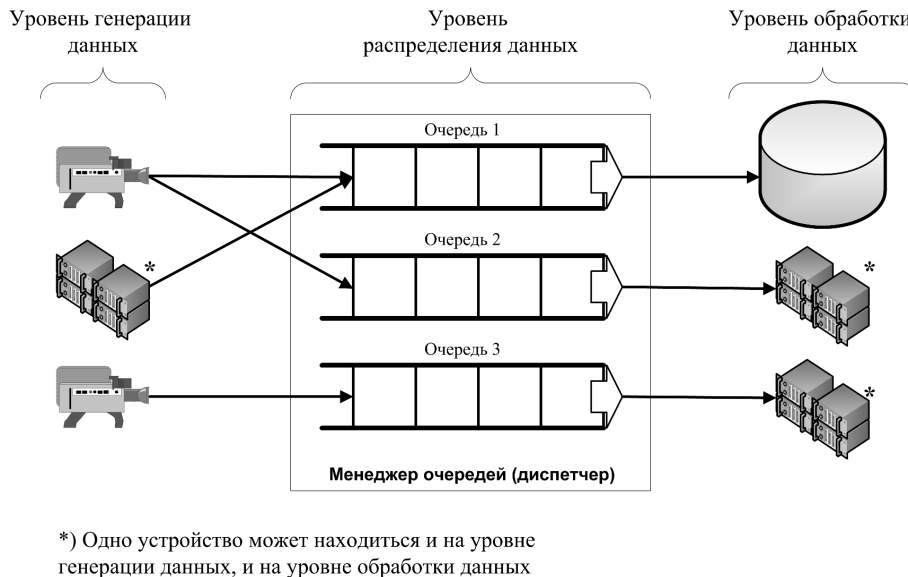 Уровень генерации
данных
Уровень
распределения данных
Уровень обработки
данных
Очередь 1
*
Очередь 2
*
Очередь 3
*
Менеджер очередей (диспетчер)
*) Одно устройство может находиться и на уровне
генерации данных, и на уровне обработки данных